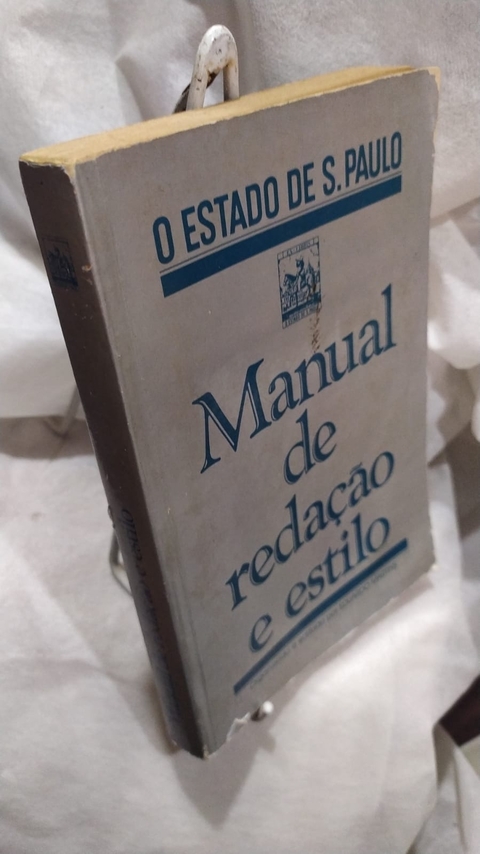 O ESTADO DE S. PAULO
Manual
de
redação
e estilo